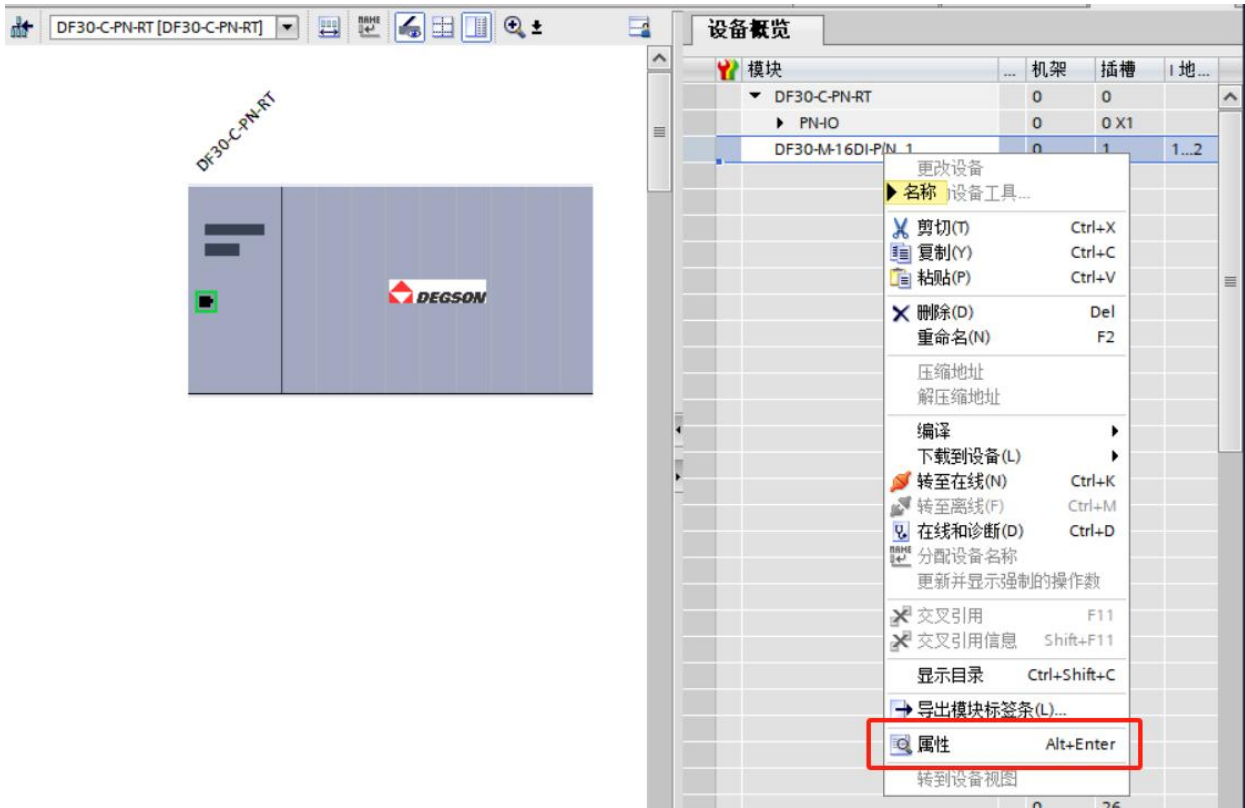 DF30-C-PN-RT [DF30-C-PN-RT]
NAME
DF30-C-PN-RT
DEGSON
设备概览
模块 ... 机架 插槽 I 地...
DF30-C-PN-RT 0 0
PN-IO 0 0 X1
DF30-M-16DI-P/N_1 0 1 1...2
更改设备
名称 设备工具...
剪切(T) Ctrl+X
复制(Y) Ctrl+C
粘贴(P) Ctrl+V
删除(D) Del
重命名(N) F2
压缩地址
解压缩地址
编译
下载到设备(L)
转至在线(N) Ctrl+K
转至离线(F) Ctrl+M
在线和诊断(D) Ctrl+D
NAME 分配设备名称
更新并显示强制的操作数
交叉引用 F11
交叉引用信息 Shift+F11
显示目录 Ctrl+Shift+C
导出模块标签条(L)...
属性 Alt+Enter
转到设备视图
0 26